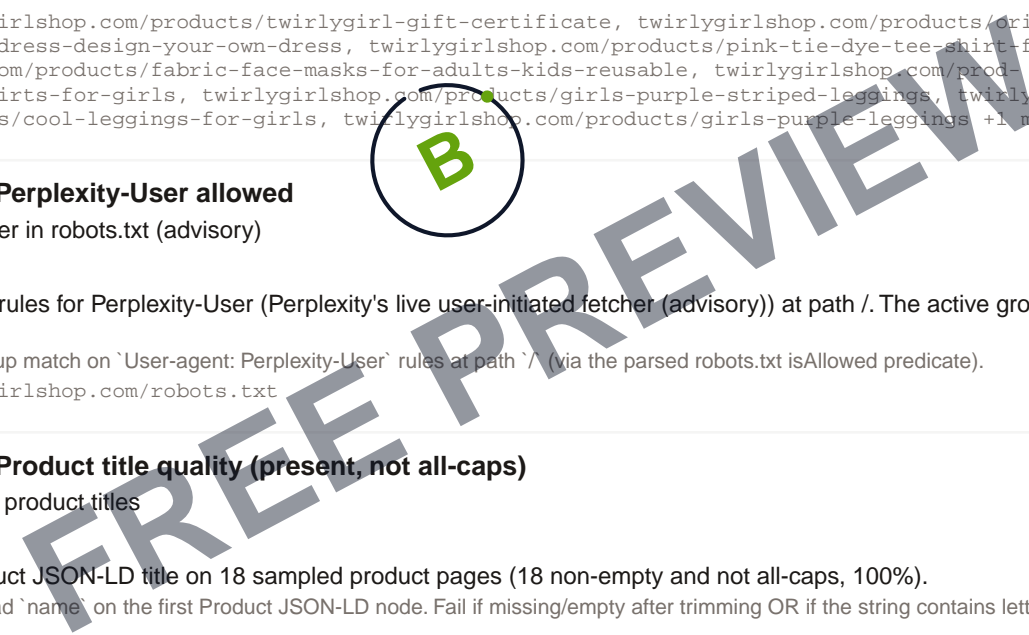 irlshop.com/products/twirlygirl-gift-certificate, twirlygirlshop.com/products/ori
dress-design-your-own-dress, twirlygirlshop.com/products/pink-tie-dye-tee-shirt-f
om/products/fabric-face-masks-for-adults-kids-reusable, twirlygirlshop.com/prod-
irts-for-girls, twirlygirlshop.com/products/girls-purple-striped-leggings, twirly
s/cool-leggings-for-girls, twirlygirlshop.com/products/girls-purple-leggings +1 m
B
Perplexity-User allowed
er in robots.txt (advisory)
rules for Perplexity-User (Perplexity's live user-initiated fetcher (advisory)) at path /. The active gro
up match on `User-agent: Perplexity-User` rules at path `/` (via the parsed robots.txt isAllowed predicate).
irlshop.com/robots.txt
Product title quality (present, not all-caps)
product titles
uct JSON-LD title on 18 sampled product pages (18 non-empty and not all-caps, 100%).
ad `name` on the first Product JSON-LD node. Fail if missing/empty after trimming OR if the string contains lett
FREE PREVIEW